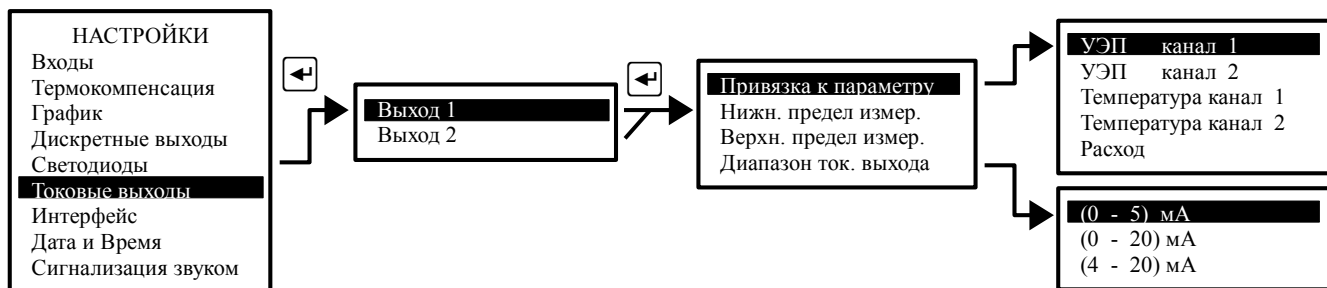 НАСТРОЙКИ
Входы
Термокомпенсация
График
Дискретные выходы
Светодиоды
Токовые выходы
Интерфейс
Дата и Время
Сигнализация звуком
Выход 1
Выход 2
Привязка к параметру
Нижн. предел измер.
Верхн. предел измер.
Диапазон ток. выхода
УЭП канал 1
УЭП канал 2
Температура канал 1
Температура канал 2
Расход
(0 - 5) мА
(0 - 20) мА
(4 - 20) мА